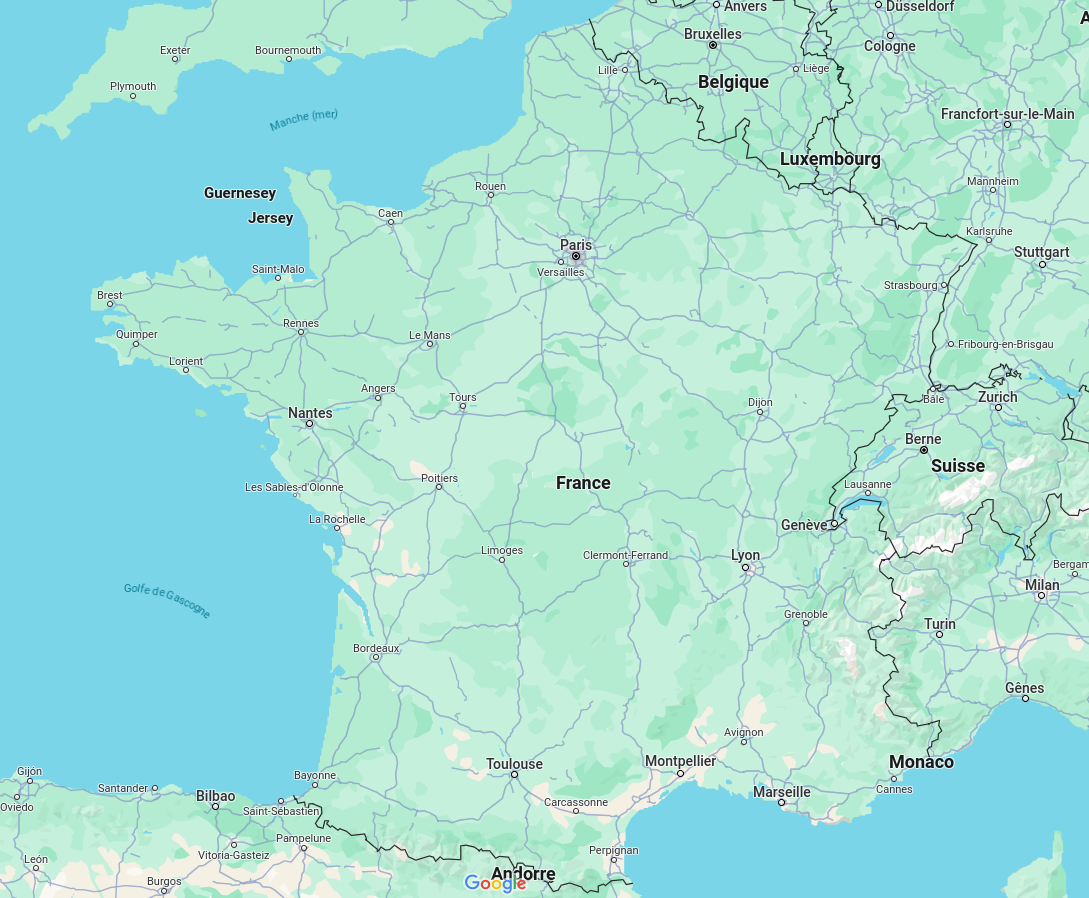 Anvers
Düsseldorf
A
Bruxelles
Cologne
Exeter
Bournemouth
Lille
Liège
Belgique
Plymouth
Manche (mer)
Francfort-sur-le-Main
Luxembourg
Mannheim
Rouen
Guernesey
Caen
Jersey
Karlsruhe
Paris
Stuttgart
Saint-Malo
Versailles
Strasbourg
Brest
Rennes
Quimper
Le Mans
Fribourg-en-Brisgau
Lorient
Angers
Tours
Dijon
Bâle
Zurich
Nantes
Berne
Suisse
Poitiers
France
Les Sables-d'Olonne
Lausanne
La Rochelle
Genève
Limoges
Clermont-Ferrand
Lyon
Bergam
Milan
Golfe de Gascogne
Grenoble
Turin
Bordeaux
Gênes
Avignon
Toulouse
Montpellier
Monaco
Gijón
Bayonne
Santander
Bilbao
Cannes
Marseille
Oviedo
Saint-Sébastien
Carcassonne
Pampelune
Vitoria-Gasteiz
Perpignan
León
Andorre
Google
Burgos